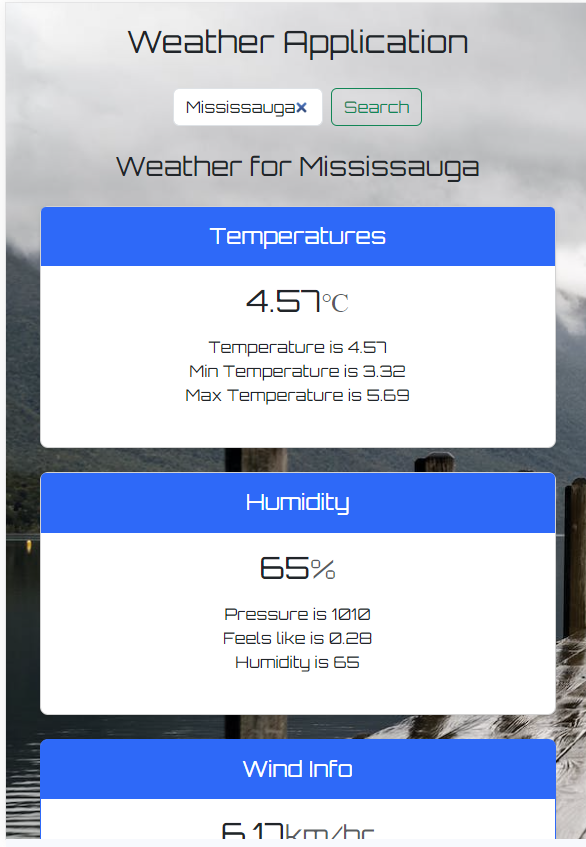 Weather Application
Mississauga
Search
Weather for Mississauga
Temperatures
4.57°C
Temperature is 4.57
Min Temperature is 3.32
Max Temperature is 5.69
Humidity
65%
Pressure is 1010
Feels like is 0.28
Humidity is 65
Wind Info
6.17km/hr